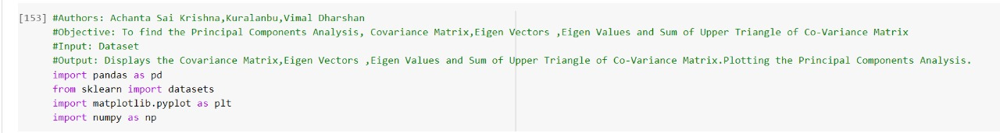 [153] #Authors: Achanta Sai Krishna,Kuralanbu,Vimal Dharshan
#Objective: To find the Principal Components Analysis, Covariance Matrix,Eigen Vectors ,Eigen Values and Sum of Upper Triangle of Co-Variance Matrix
#Input: Dataset
#Output: Displays the Covariance Matrix,Eigen Vectors ,Eigen Values and Sum of Upper Triangle of Co-Variance Matrix.Plotting the Principal Components Analysis.
import pandas as pd
from sklearn import datasets
import matplotlib.pyplot as plt
import numpy as np